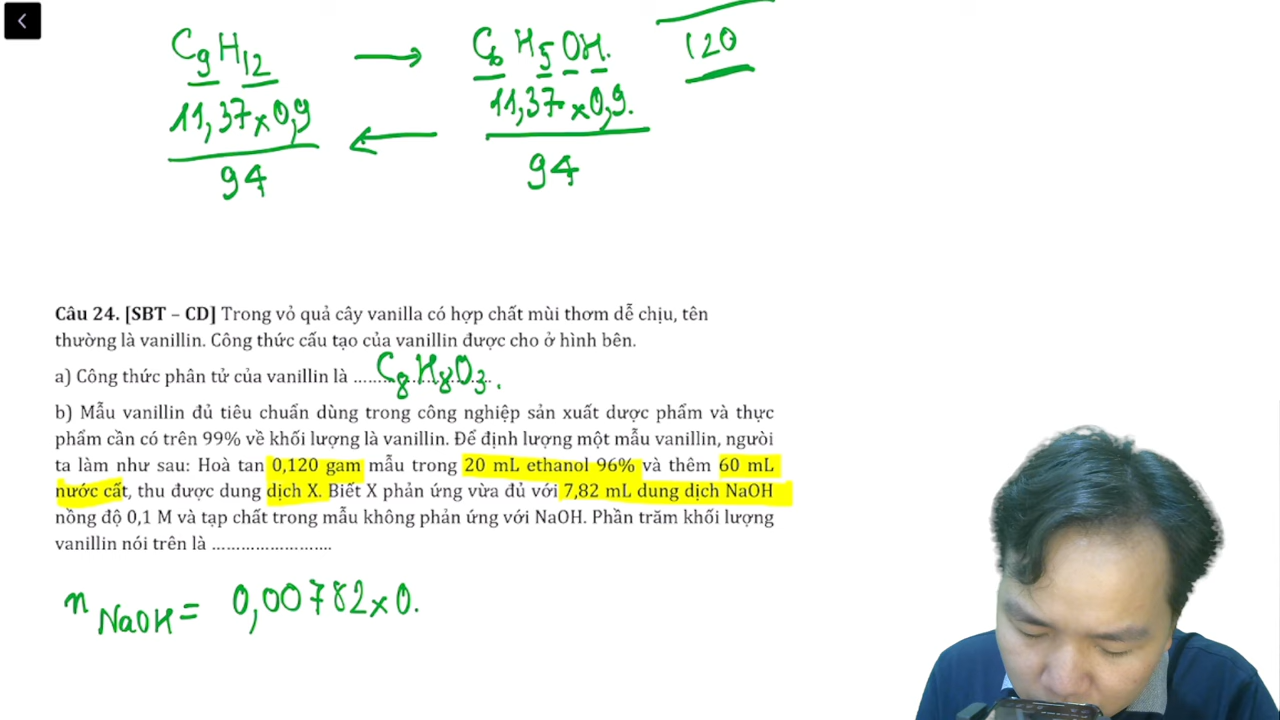 120
C9H12 → C6H5OH.
11,37×0,9 ← 11,37×0,9.
94 94
Câu 24. [SBT – CD] Trong vỏ quả cây vanilla có hợp chất mùi thơm dễ chịu, tên
thường là vanillin. Công thức cấu tạo của vanillin được cho ở hình bên.
a) Công thức phân tử của vanillin là ...C8H8O3.
b) Mẫu vanillin đủ tiêu chuẩn dùng trong công nghiệp sản xuất dược phẩm và thực
phẩm cần có trên 99% về khối lượng là vanillin. Để định lượng một mẫu vanillin, người
ta làm như sau: Hoà tan 0,120 gam mẫu trong 20 mL ethanol 96% và thêm 60 mL
nước cất, thu được dung dịch X. Biết X phản ứng vừa đủ với 7,82 mL dung dịch NaOH
nồng độ 0,1 M và tạp chất trong mẫu không phản ứng với NaOH. Phần trăm khối lượng
vanillin nói trên là ........................
n NaOH = 0,00782×0.